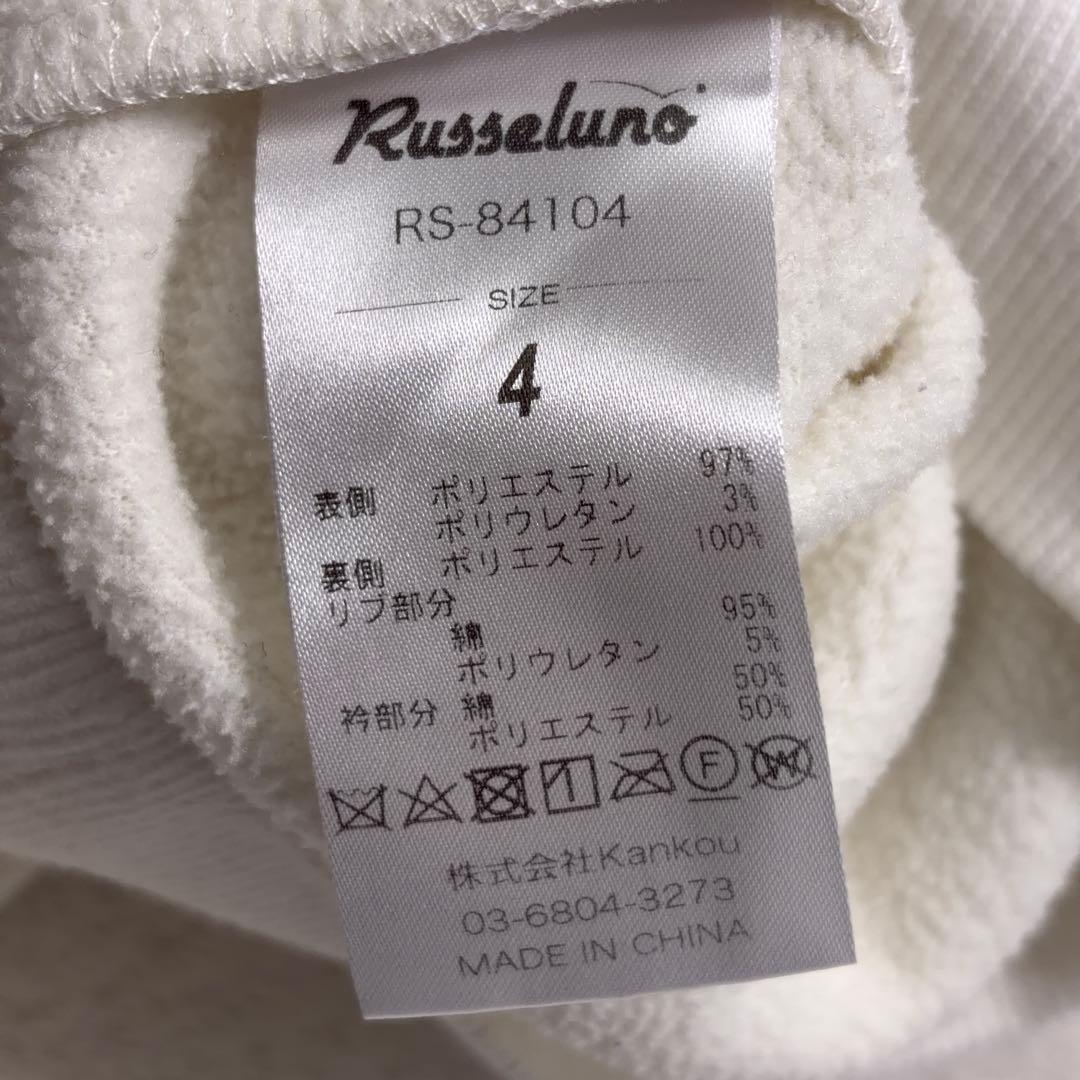 Russeluno
RS-84104
SIZE
4
表側 ポリエステル 97%
ポリウレタン 3%
裏側 ポリエステル 100%
リブ部分
綿 95%
ポリウレタン 5%
衿部分 綿 50%
ポリエステル 50%
1 F W
株式会社Kankou
03-6804-3273
MADE IN CHINA